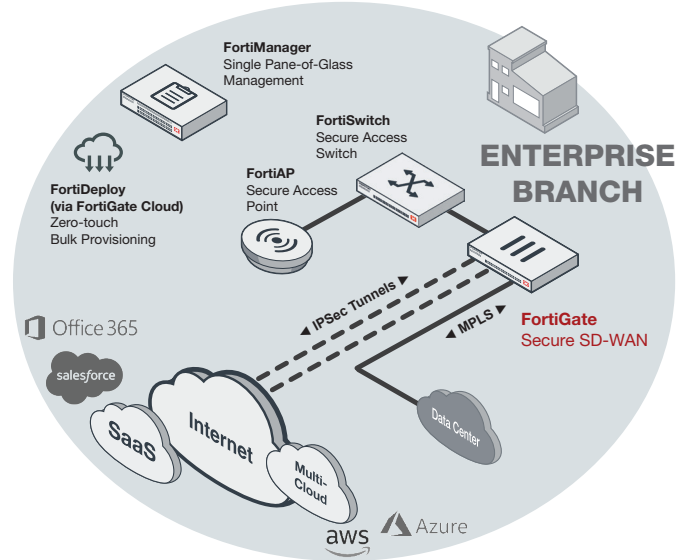 FortiManager
Single Pane-of-Glass
Management
FortiSwitch
Secure Access
Switch
ENTERPRISE
BRANCH
FortiDeploy
(via FortiGate Cloud)
Zero-touch
Bulk Provisioning
FortiAP
Secure Access
Point
IPSec Tunnels
MPLS
FortiGate
Secure SD-WAN
Office 365
salesforce
SaaS
Internet
Multi-
Cloud
Data Center
aws
Azure